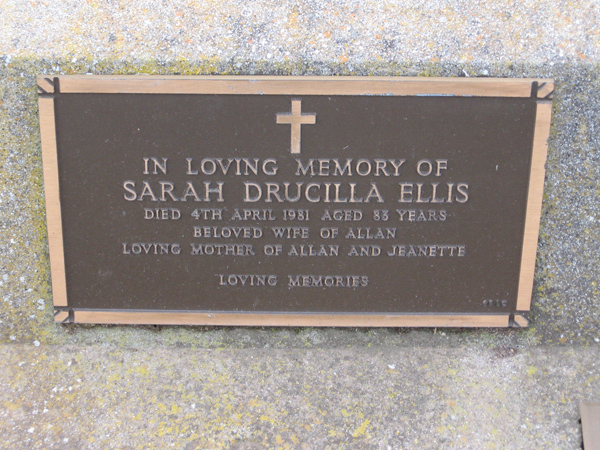 IN LOVING MEMORY OF
SARAH DRUCILLA ELLIS
DIED 4TH APRIL 1981 AGED 83 YEARS
BELOVED WIFE OF ALLAN
LOVING MOTHER OF ALLAN AND JEANETTE
LOVING MEMORIES